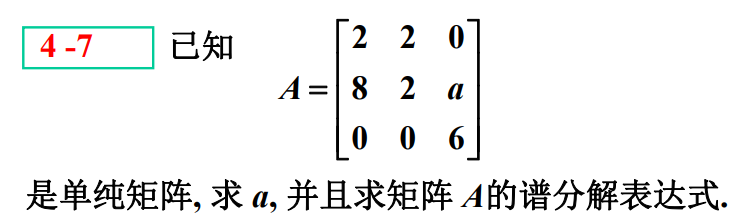 4 -7 已知
A = [2 2 0
8 2 a
0 0 6]
是单纯矩阵, 求 a, 并且求矩阵 A的谱分解表达式.